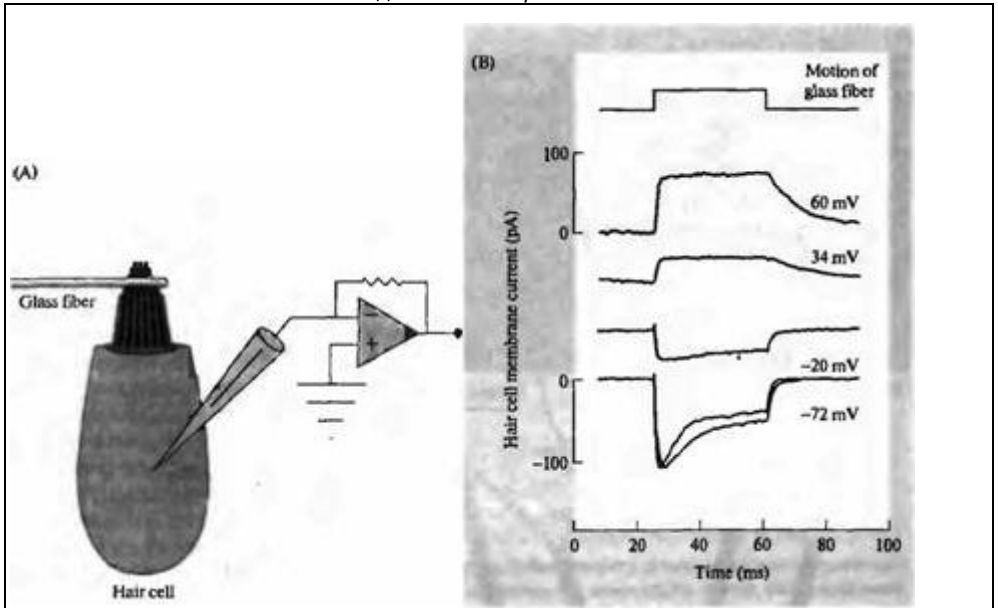 (A)
Glass fiber
−
+
Hair cell
(B)
Motion of
glass fiber
Hair cell membrane current (pA)
100
0
60 mV
34 mV
−20 mV
0
−72 mV
−100
0
20
40
60
80
100
Time (ms)